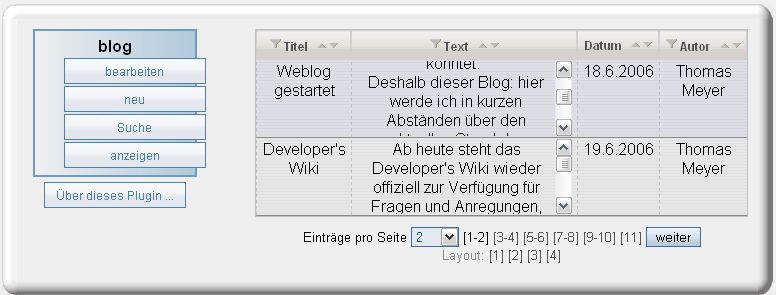 blog
bearbeiten
neu
Suche
anzeigen
Über dieses Plugin ...
Titel Text Datum Autor
Weblog gestartet
könntet.
Deshalb dieser Blog: hier
werde ich in kurzen
Abständen über den
18.6.2006
Thomas
Meyer
Developer's
Wiki
Ab heute steht das
Developer's Wiki wieder
offiziell zur Verfügung für
Fragen und Anregungen,
19.6.2006
Thomas
Meyer
Einträge pro Seite 2 [1-2] [3-4] [5-6] [7-8] [9-10] [11] weiter
Layout: [1] [2] [3] [4]